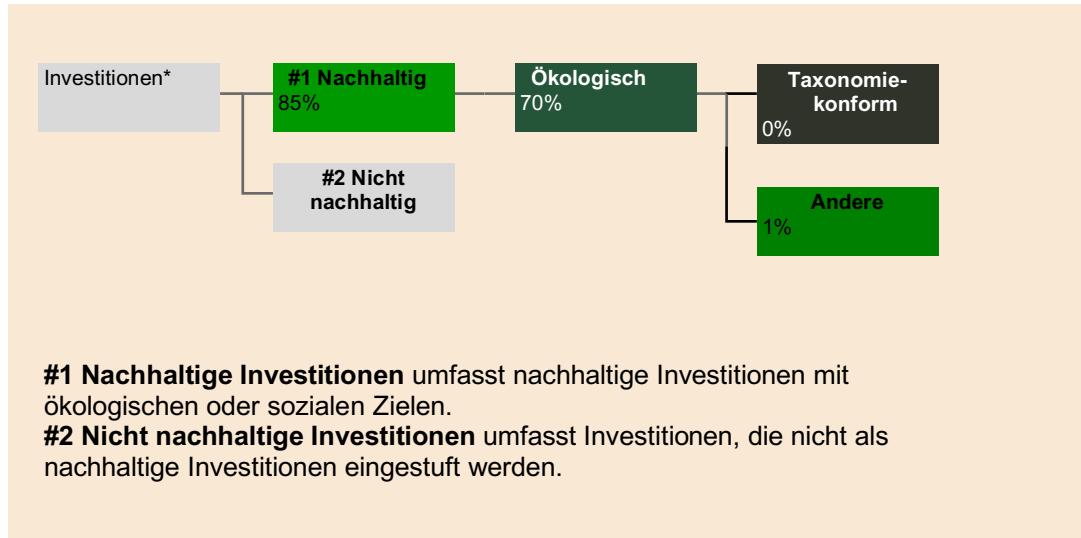 Investitionen*
#1 Nachhaltig
85%
Ökologisch
70%
Taxonomie-
konform
0%
#2 Nicht
nachhaltig
Andere
1%
#1 Nachhaltige Investitionen umfasst nachhaltige Investitionen mit
ökologischen oder sozialen Zielen.
#2 Nicht nachhaltige Investitionen umfasst Investitionen, die nicht als
nachhaltige Investitionen eingestuft werden.